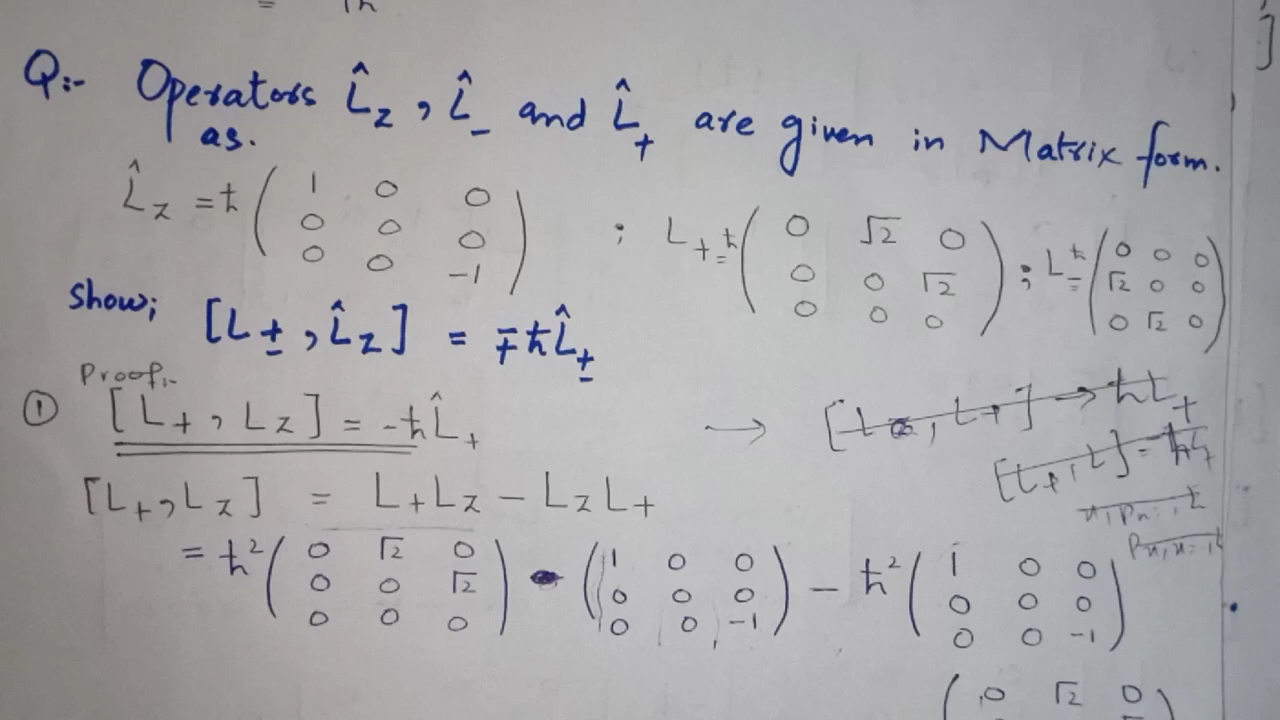 = iħ
Q:- Operators L̂z, L̂- and L̂+ are given in Matrix form.
as.
L̂z = ħ ( 1 0 0 ; 0 0 0 ; 0 0 -1 ) ; L+ = ħ ( 0 √2 0 ; 0 0 √2 ; 0 0 0 ) ; L- = ħ ( 0 0 0 ; √2 0 0 ; 0 √2 0 )
Show; [L±, L̂z] = ∓ħL̂±
Proof:-
① [L+, Lz] = -ħL̂+ →
[L+, Lz] = L+Lz - LzL+
= ħ² ( 0 √2 0 ; 0 0 √2 ; 0 0 0 ) ( 1 0 0 ; 0 0 0 ; 0 0 -1 ) - ħ² ( 1 0 0 ; 0 0 0 ; 0 0 -1 )
( 0 √2 0